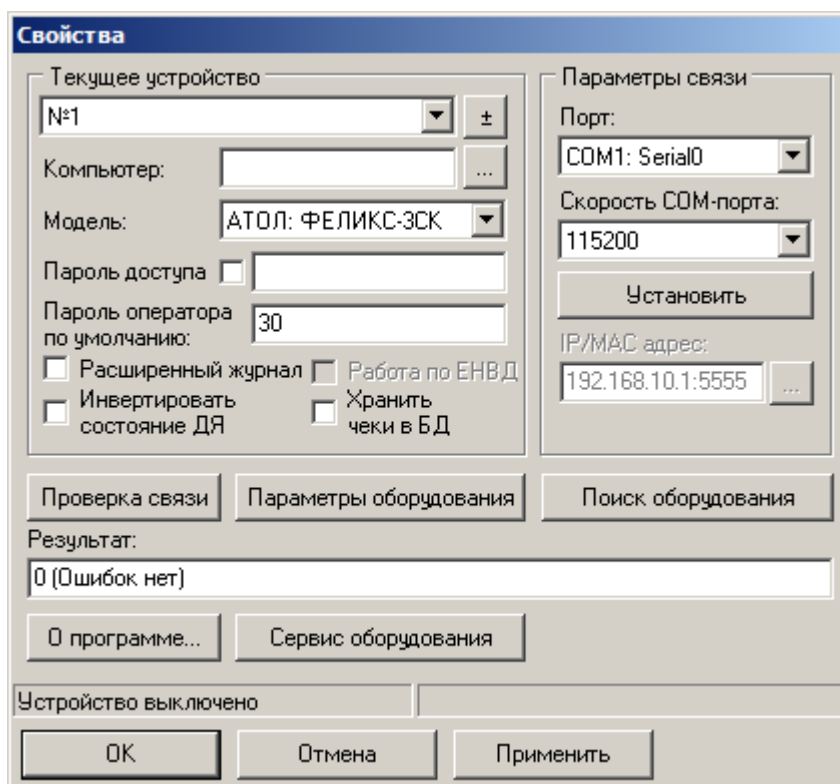 Свойства
Текущее устройство
№1
±
Компьютер:
...
Модель:
АТОЛ: ФЕЛИКС-3СК
Пароль доступа
Пароль оператора
по умолчанию:
30
Расширенный журнал
Работа по ЕНВД
Инвертировать
состояние ДЯ
Хранить
чеки в БД
Параметры связи
Порт:
COM1: Serial0
Скорость COM-порта:
115200
Установить
IP/MAC адрес:
192.168.10.1:5555
...
Проверка связи
Параметры оборудования
Поиск оборудования
Результат:
0 (Ошибок нет)
О программе...
Сервис оборудования
Устройство выключено
ОК
Отмена
Применить